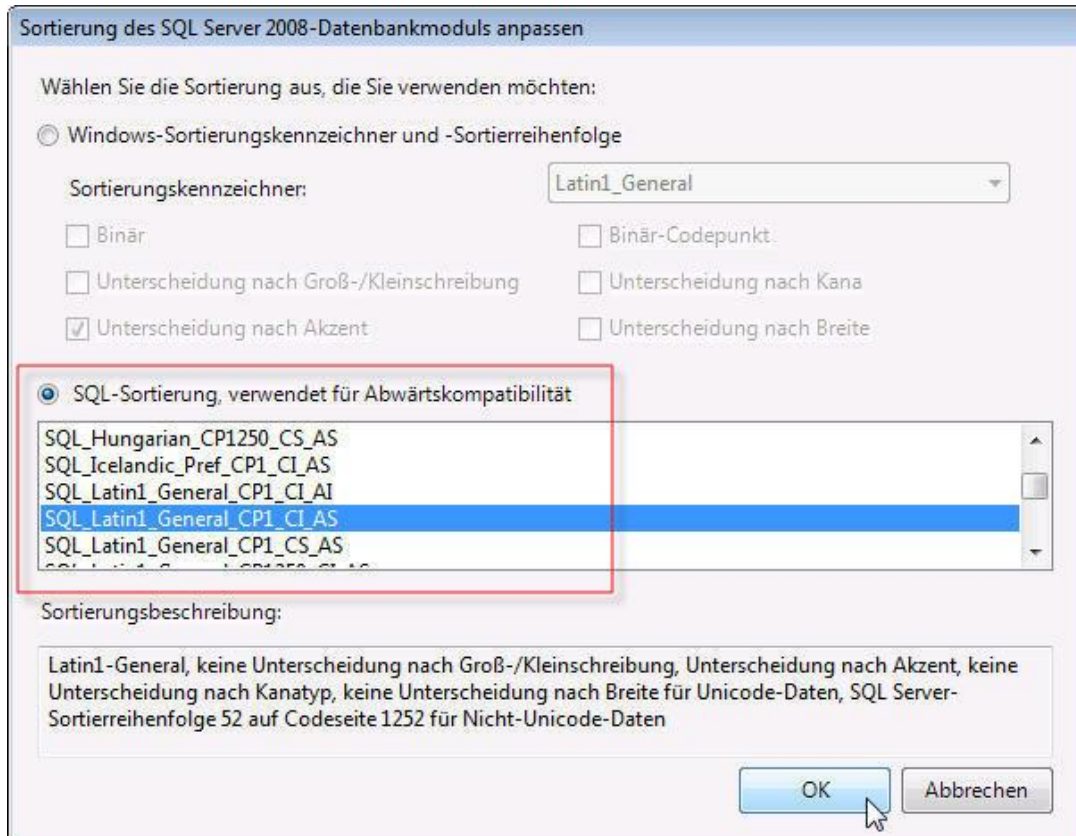 Sortierung des SQL Server 2008-Datenbankmoduls anpassen
Wählen Sie die Sortierung aus, die Sie verwenden möchten:
Windows-Sortierungskennzeichner und -Sortierreihenfolge
Sortierungskennzeichner:
Latin1_General
Binär
Binär-Codepunkt
Unterscheidung nach Groß-/Kleinschreibung
Unterscheidung nach Kana
Unterscheidung nach Akzent
Unterscheidung nach Breite
SQL-Sortierung, verwendet für Abwärtskompatibilität
SQL_Hungarian_CP1250_CS_AS
SQL_Icelandic_Pref_CP1_CI_AS
SQL_Latin1_General_CP1_CI_AI
SQL_Latin1_General_CP1_CI_AS
SQL_Latin1_General_CP1_CS_AS
Sortierungsbeschreibung:
Latin1-General, keine Unterscheidung nach Groß-/Kleinschreibung, Unterscheidung nach Akzent, keine
Unterscheidung nach Kanatyp, keine Unterscheidung nach Breite für Unicode-Daten, SQL Server-
Sortierreihenfolge 52 auf Codeseite 1252 für Nicht-Unicode-Daten
OK
Abbrechen